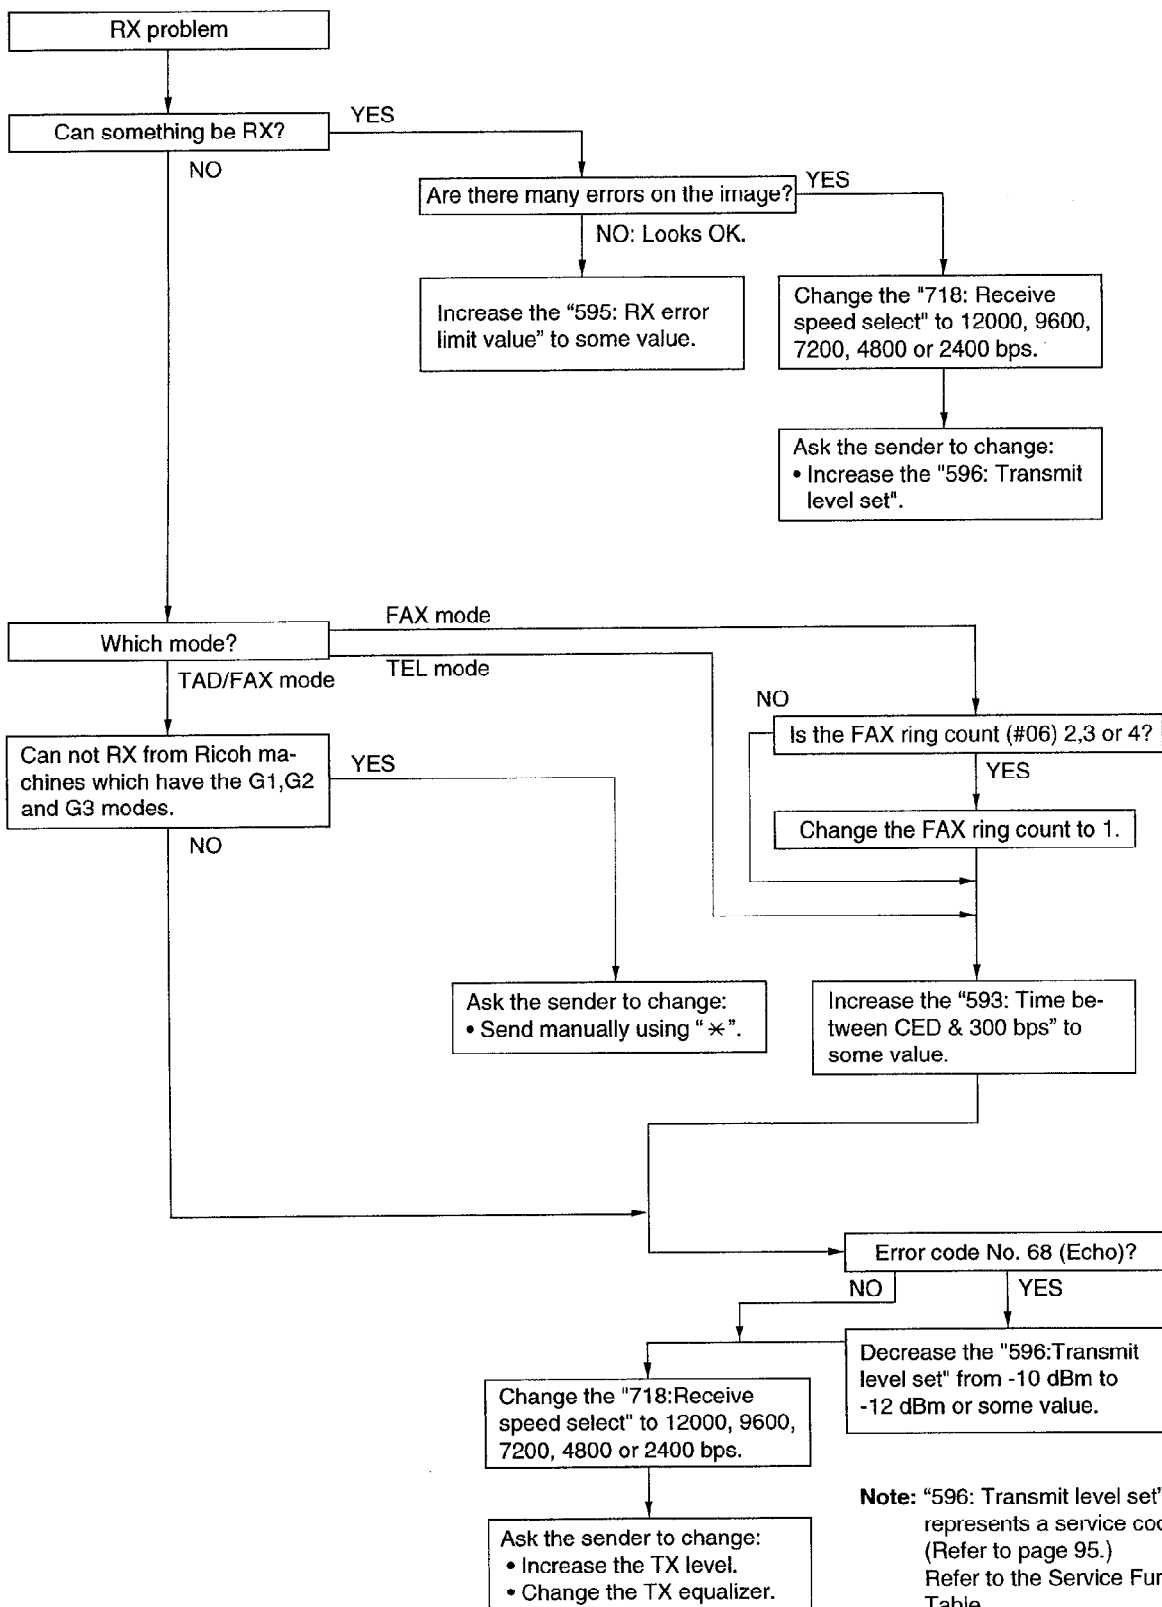 RX problem
Can something be RX?
YES
NO
Are there many errors on the image?
YES
NO: Looks OK.
Increase the “595: RX error
limit value” to some value.
Change the "718: Receive
speed select" to 12000, 9600,
7200, 4800 or 2400 bps.
Ask the sender to change:
• Increase the "596: Transmit
level set".
Which mode?
FAX mode
TEL mode
TAD/FAX mode
NO
Is the FAX ring count (#06) 2,3 or 4?
YES
Change the FAX ring count to 1.
Can not RX from Ricoh ma-
chines which have the G1,G2
and G3 modes.
YES
NO
Ask the sender to change:
• Send manually using “ ✳ ”.
Increase the “593: Time be-
tween CED & 300 bps” to
some value.
Error code No. 68 (Echo)?
NO
YES
Decrease the "596:Transmit
level set" from -10 dBm to
-12 dBm or some value.
Change the "718:Receive
speed select" to 12000, 9600,
7200, 4800 or 2400 bps.
Ask the sender to change:
• Increase the TX level.
• Change the TX equalizer.
Note: “596: Transmit level set”
represents a service
(Refer to page 95.)
Refer to the Service
Table